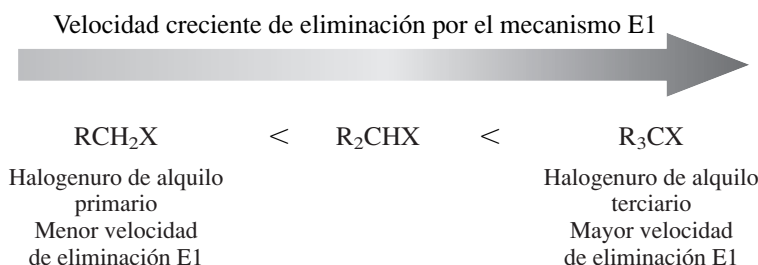 Velocidad creciente de eliminación por el mecanismo E1
RCH₂X < R₂CHX < R₃CX
Halogenuro de alquilo primario Menor velocidad de eliminación E1
Halogenuro de alquilo terciario Mayor velocidad de eliminación E1